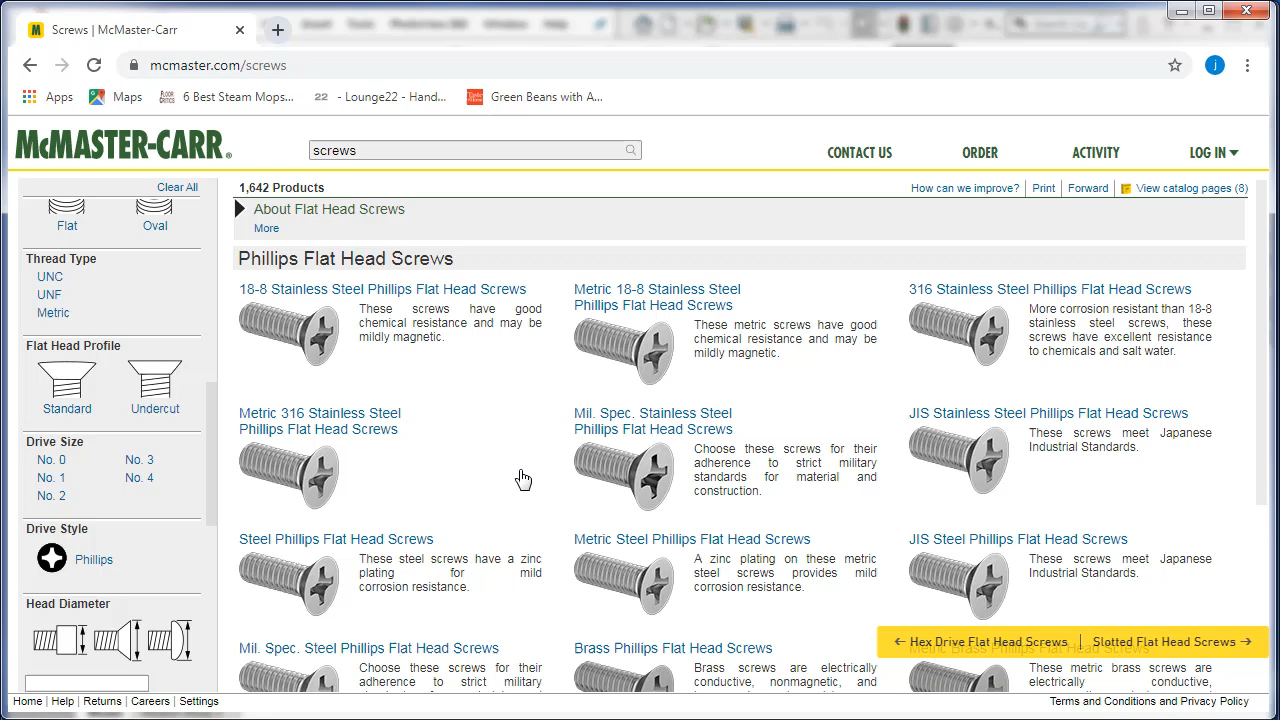 Screws | McMaster-Carr
mcmaster.com/screws
j
Apps
Maps
6 Best Steam Mops...
22 - Lounge22 - Hand...
Green Beans with A...
McMASTER-CARR®
screws
CONTACT US
ORDER
ACTIVITY
LOG IN
Clear All
Flat
Oval
Thread Type
UNC
UNF
Metric
Flat Head Profile
Standard
Undercut
Drive Size
No. 0
No. 3
No. 1
No. 4
No. 2
Drive Style
Phillips
Head Diameter
1,642 Products
How can we improve?
Print
Forward
View catalog pages (8)
About Flat Head Screws
More
Phillips Flat Head Screws
18-8 Stainless Steel Phillips Flat Head Screws
These screws have good
chemical resistance and may be
mildly magnetic.
Metric 18-8 Stainless Steel
Phillips Flat Head Screws
These metric screws have good
chemical resistance and may be
mildly magnetic.
316 Stainless Steel Phillips Flat Head Screws
More corrosion resistant than 18-8
stainless steel screws, these
screws have excellent resistance
to chemicals and salt water.
Metric 316 Stainless Steel
Phillips Flat Head Screws
Mil. Spec. Stainless Steel
Phillips Flat Head Screws
Choose these screws for their
adherence to strict military
standards for material and
construction.
JIS Stainless Steel Phillips Flat Head Screws
These screws meet Japanese
Industrial Standards.
Steel Phillips Flat Head Screws
These steel screws have a zinc
plating for mild
corrosion resistance.
Metric Steel Phillips Flat Head Screws
A zinc plating on these metric
steel screws provides mild
corrosion resistance.
JIS Steel Phillips Flat Head Screws
These screws meet Japanese
Industrial Standards.
Mil. Spec. Steel Phillips Flat Head Screws
Choose these screws for their
adherence to strict military
Brass Phillips Flat Head Screws
Brass screws are electrically
conductive, nonmagnetic, and
Metric Brass Phillips Flat Head Screws
These metric brass screws are
electrically conductive,
← Hex Drive Flat Head Screws | Slotted Flat Head Screws →
Home | Help | Returns | Careers | Settings
Terms and Conditions and Privacy Policy